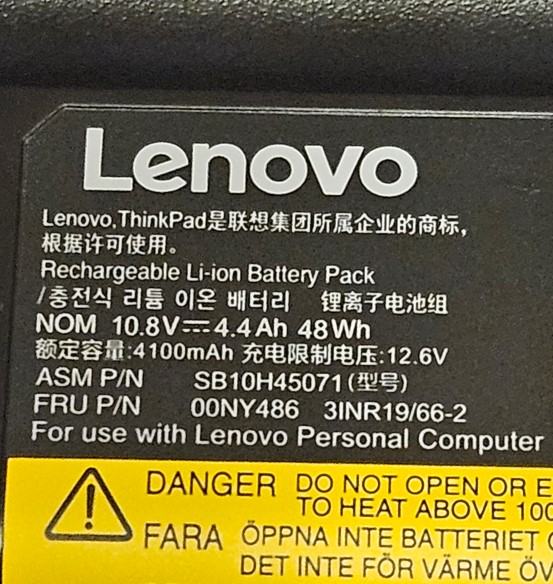 Lenovo
Lenovo,ThinkPad是联想集团所属企业的商标,
根据许可使用。
Rechargeable Li-ion Battery Pack
/충전식 리튬 이온 배터리 锂离子电池组
NOM 10.8V⎓4.4Ah 48Wh
额定容量:4100mAh 充电限制电压:12.6V
ASM P/N SB10H45071(型号)
FRU P/N 00NY486 3INR19/66-2
For use with Lenovo Personal Computer
DANGER DO NOT OPEN OR E
TO HEAT ABOVE 100
FARA ÖPPNA INTE BATTERIET
DET INTE FÖR VÄRME ÖV